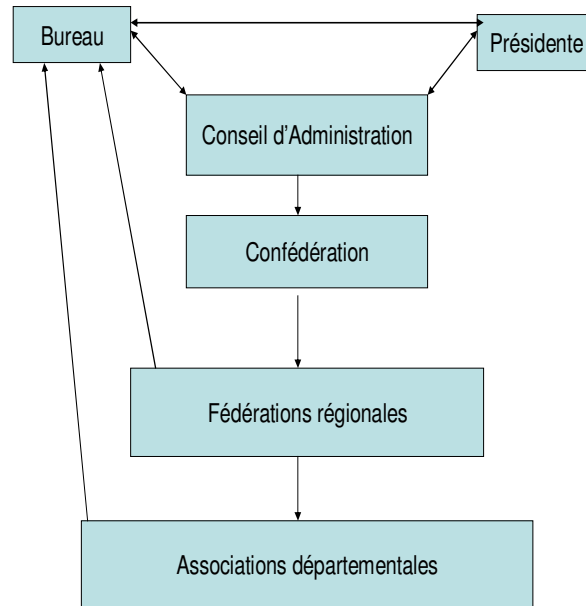 Bureau
Présidente
Conseil d'Administration
Confédération
Fédérations régionales
Associations départementales